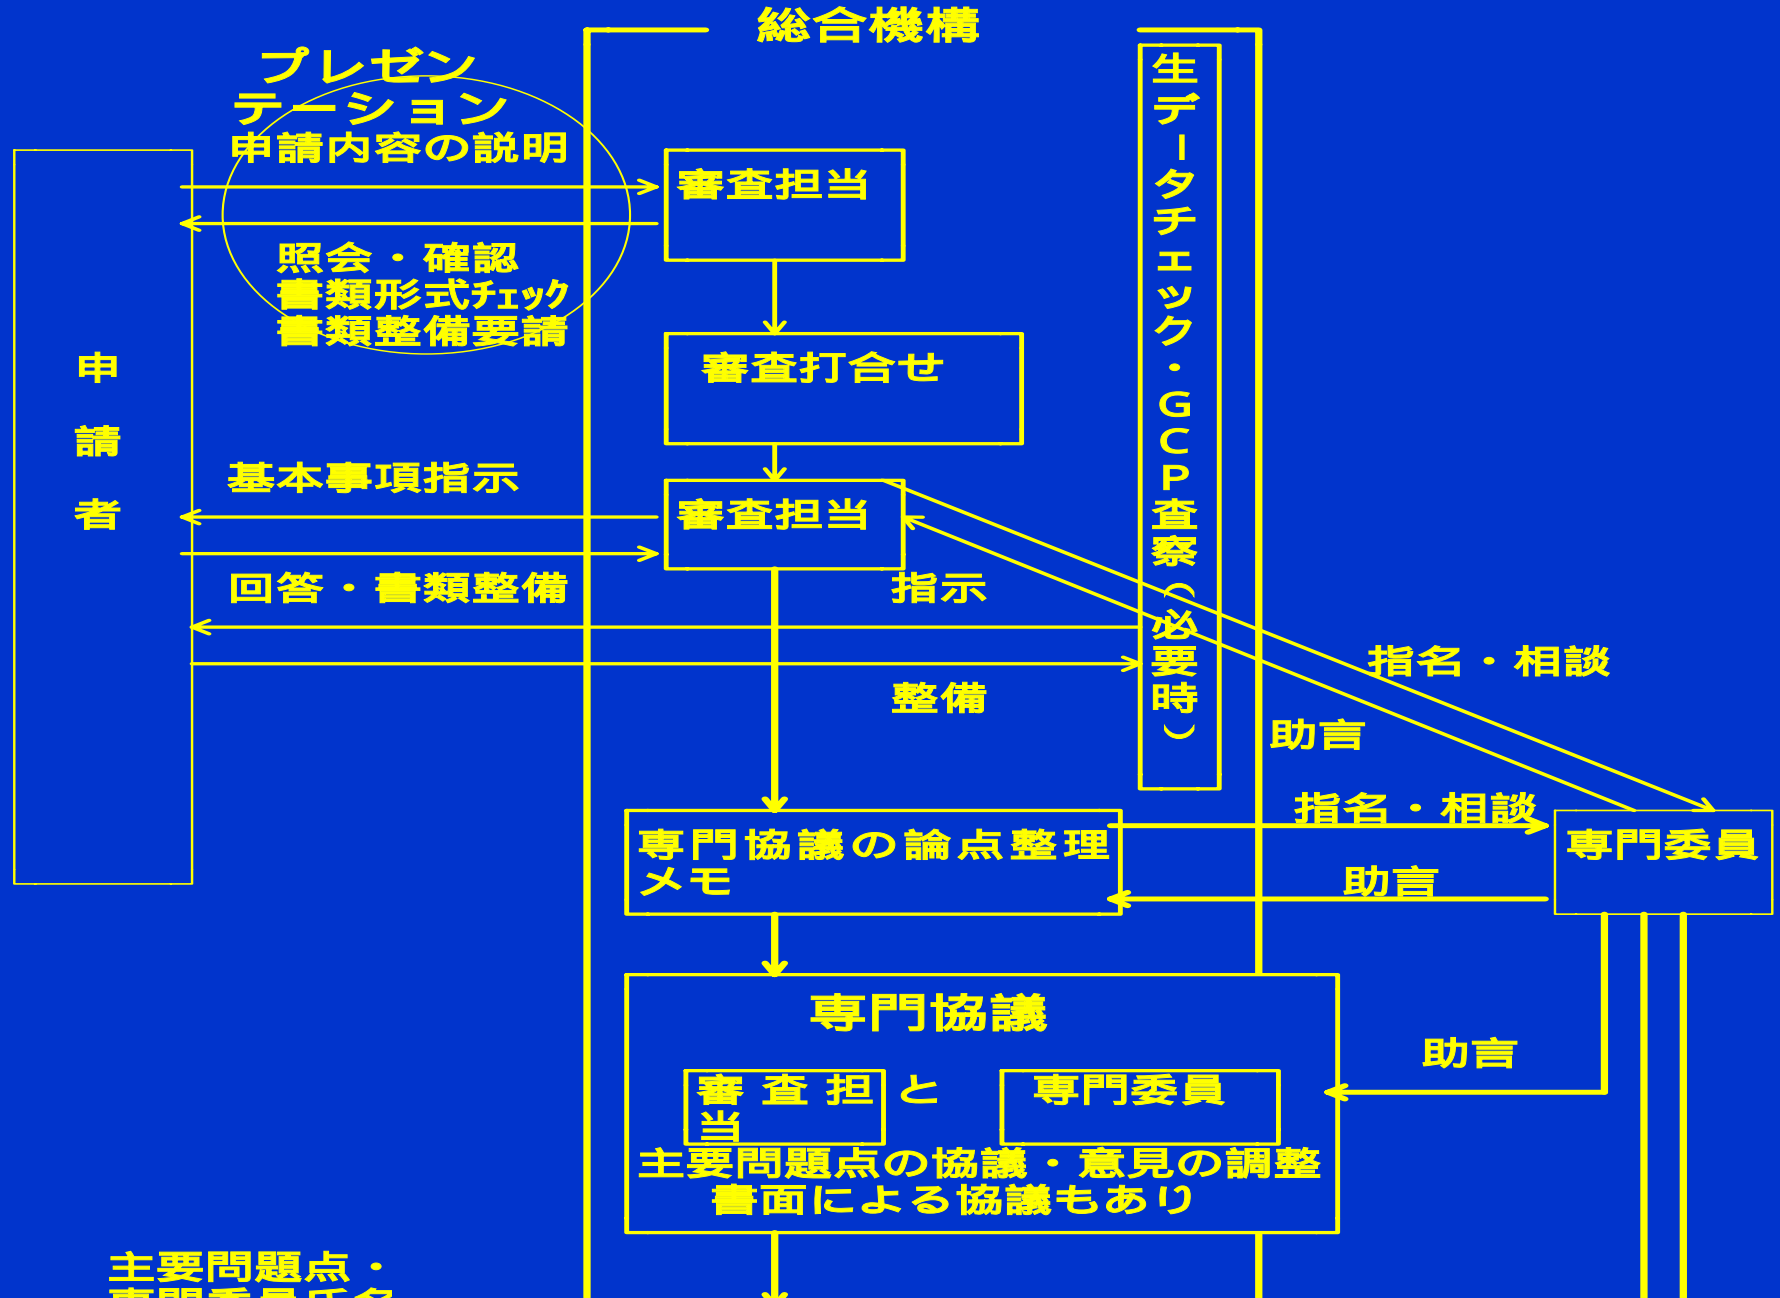 総合機構
プレゼン
テーション
申請内容の説明
照会・確認
書類形式ﾁｪｯｸ
書類整備要請
申請者
審査担当
審査打合せ
基本事項指示
審査担当
回答・書類整備
指示
整備
生データチェック・GCP査察（必要時）
指名・相談
助言
指名・相談
助言
専門委員
専門協議の論点整理
メモ
専門協議
審査担
当
と
専門委員
主要問題点の協議・意見の調整
書面による協議もあり
助言
主要問題点・
専門委員氏名